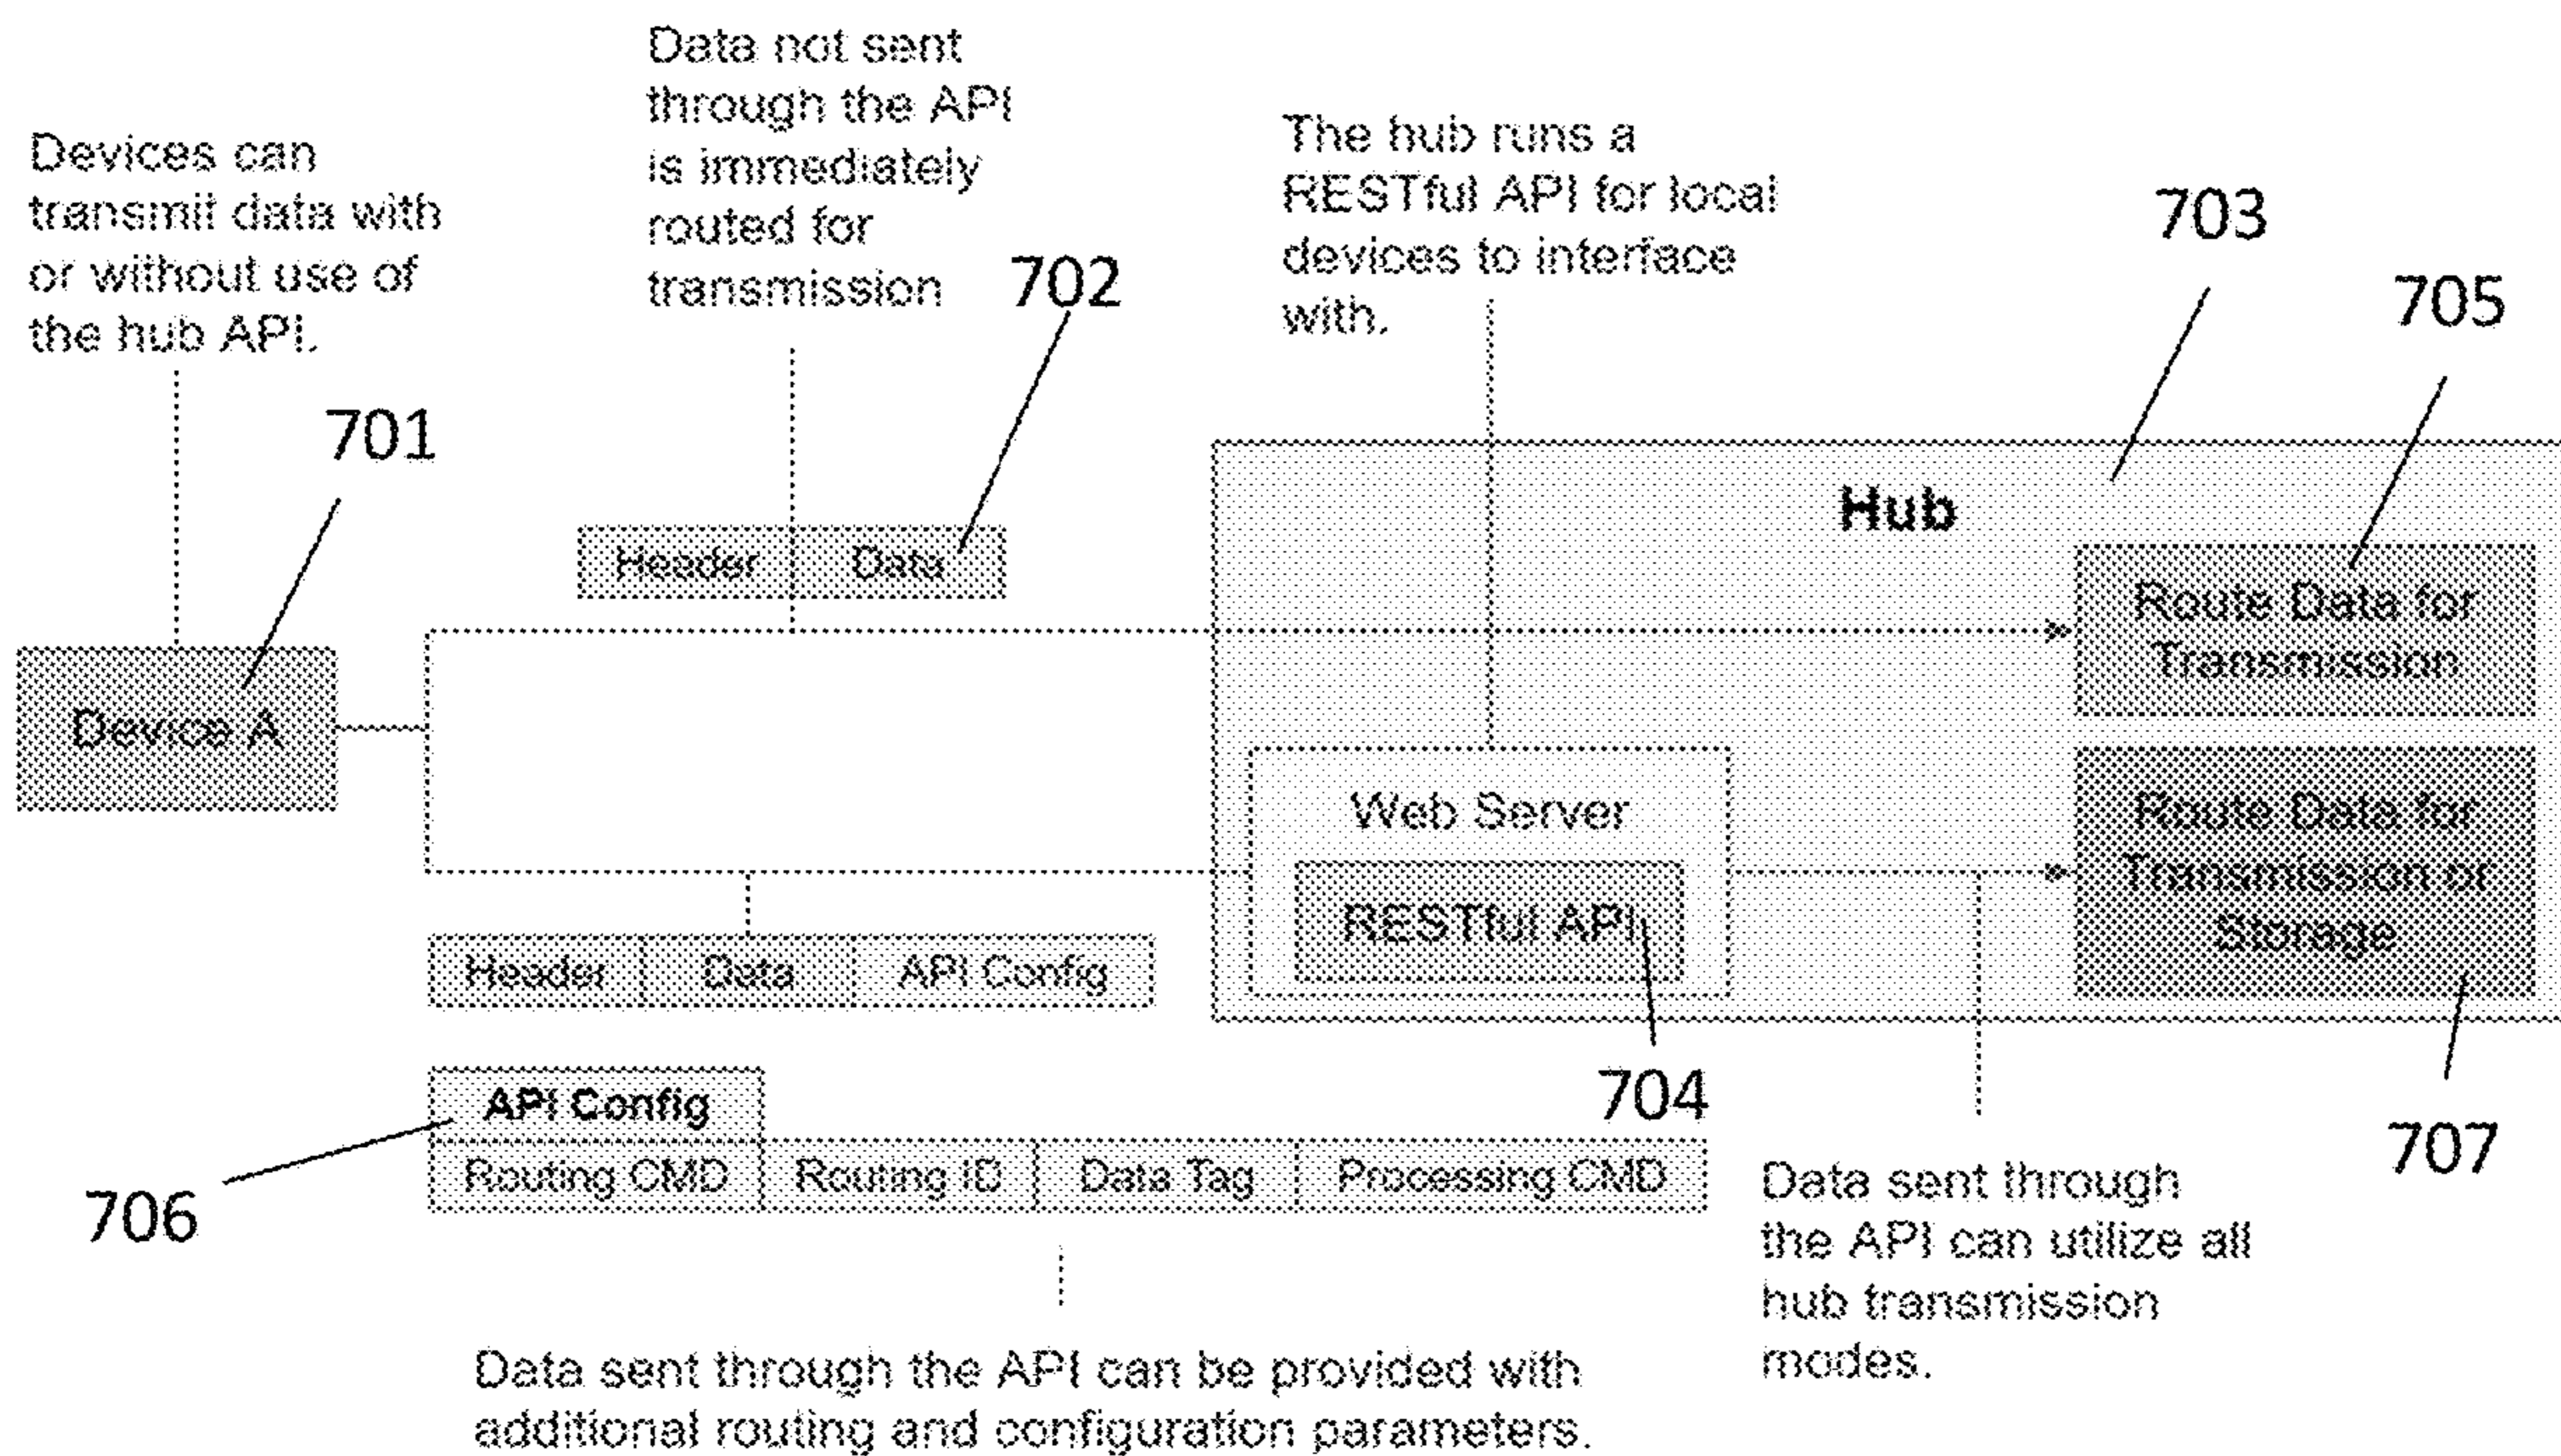 Data not sent
through the API
is immediately
routed for
transmission
Devices can
transmit data with
or without use of
the hub API.
The hub runs a
RESTful API for local
devices to interface
with.
701
702
703
705
Hub
Header
Data
Route Data for
Transmission
Device A
Web Server
RESTful API
Route Data for
Transmission or
Storage
Header
Data
API Config
704
707
API Config
Routing CMD
Routing ID
Data Tag
Processing CMD
706
Data sent through
the API can utilize all
hub transmission
modes.
Data sent through the API can be provided with
additional routing and configuration parameters.